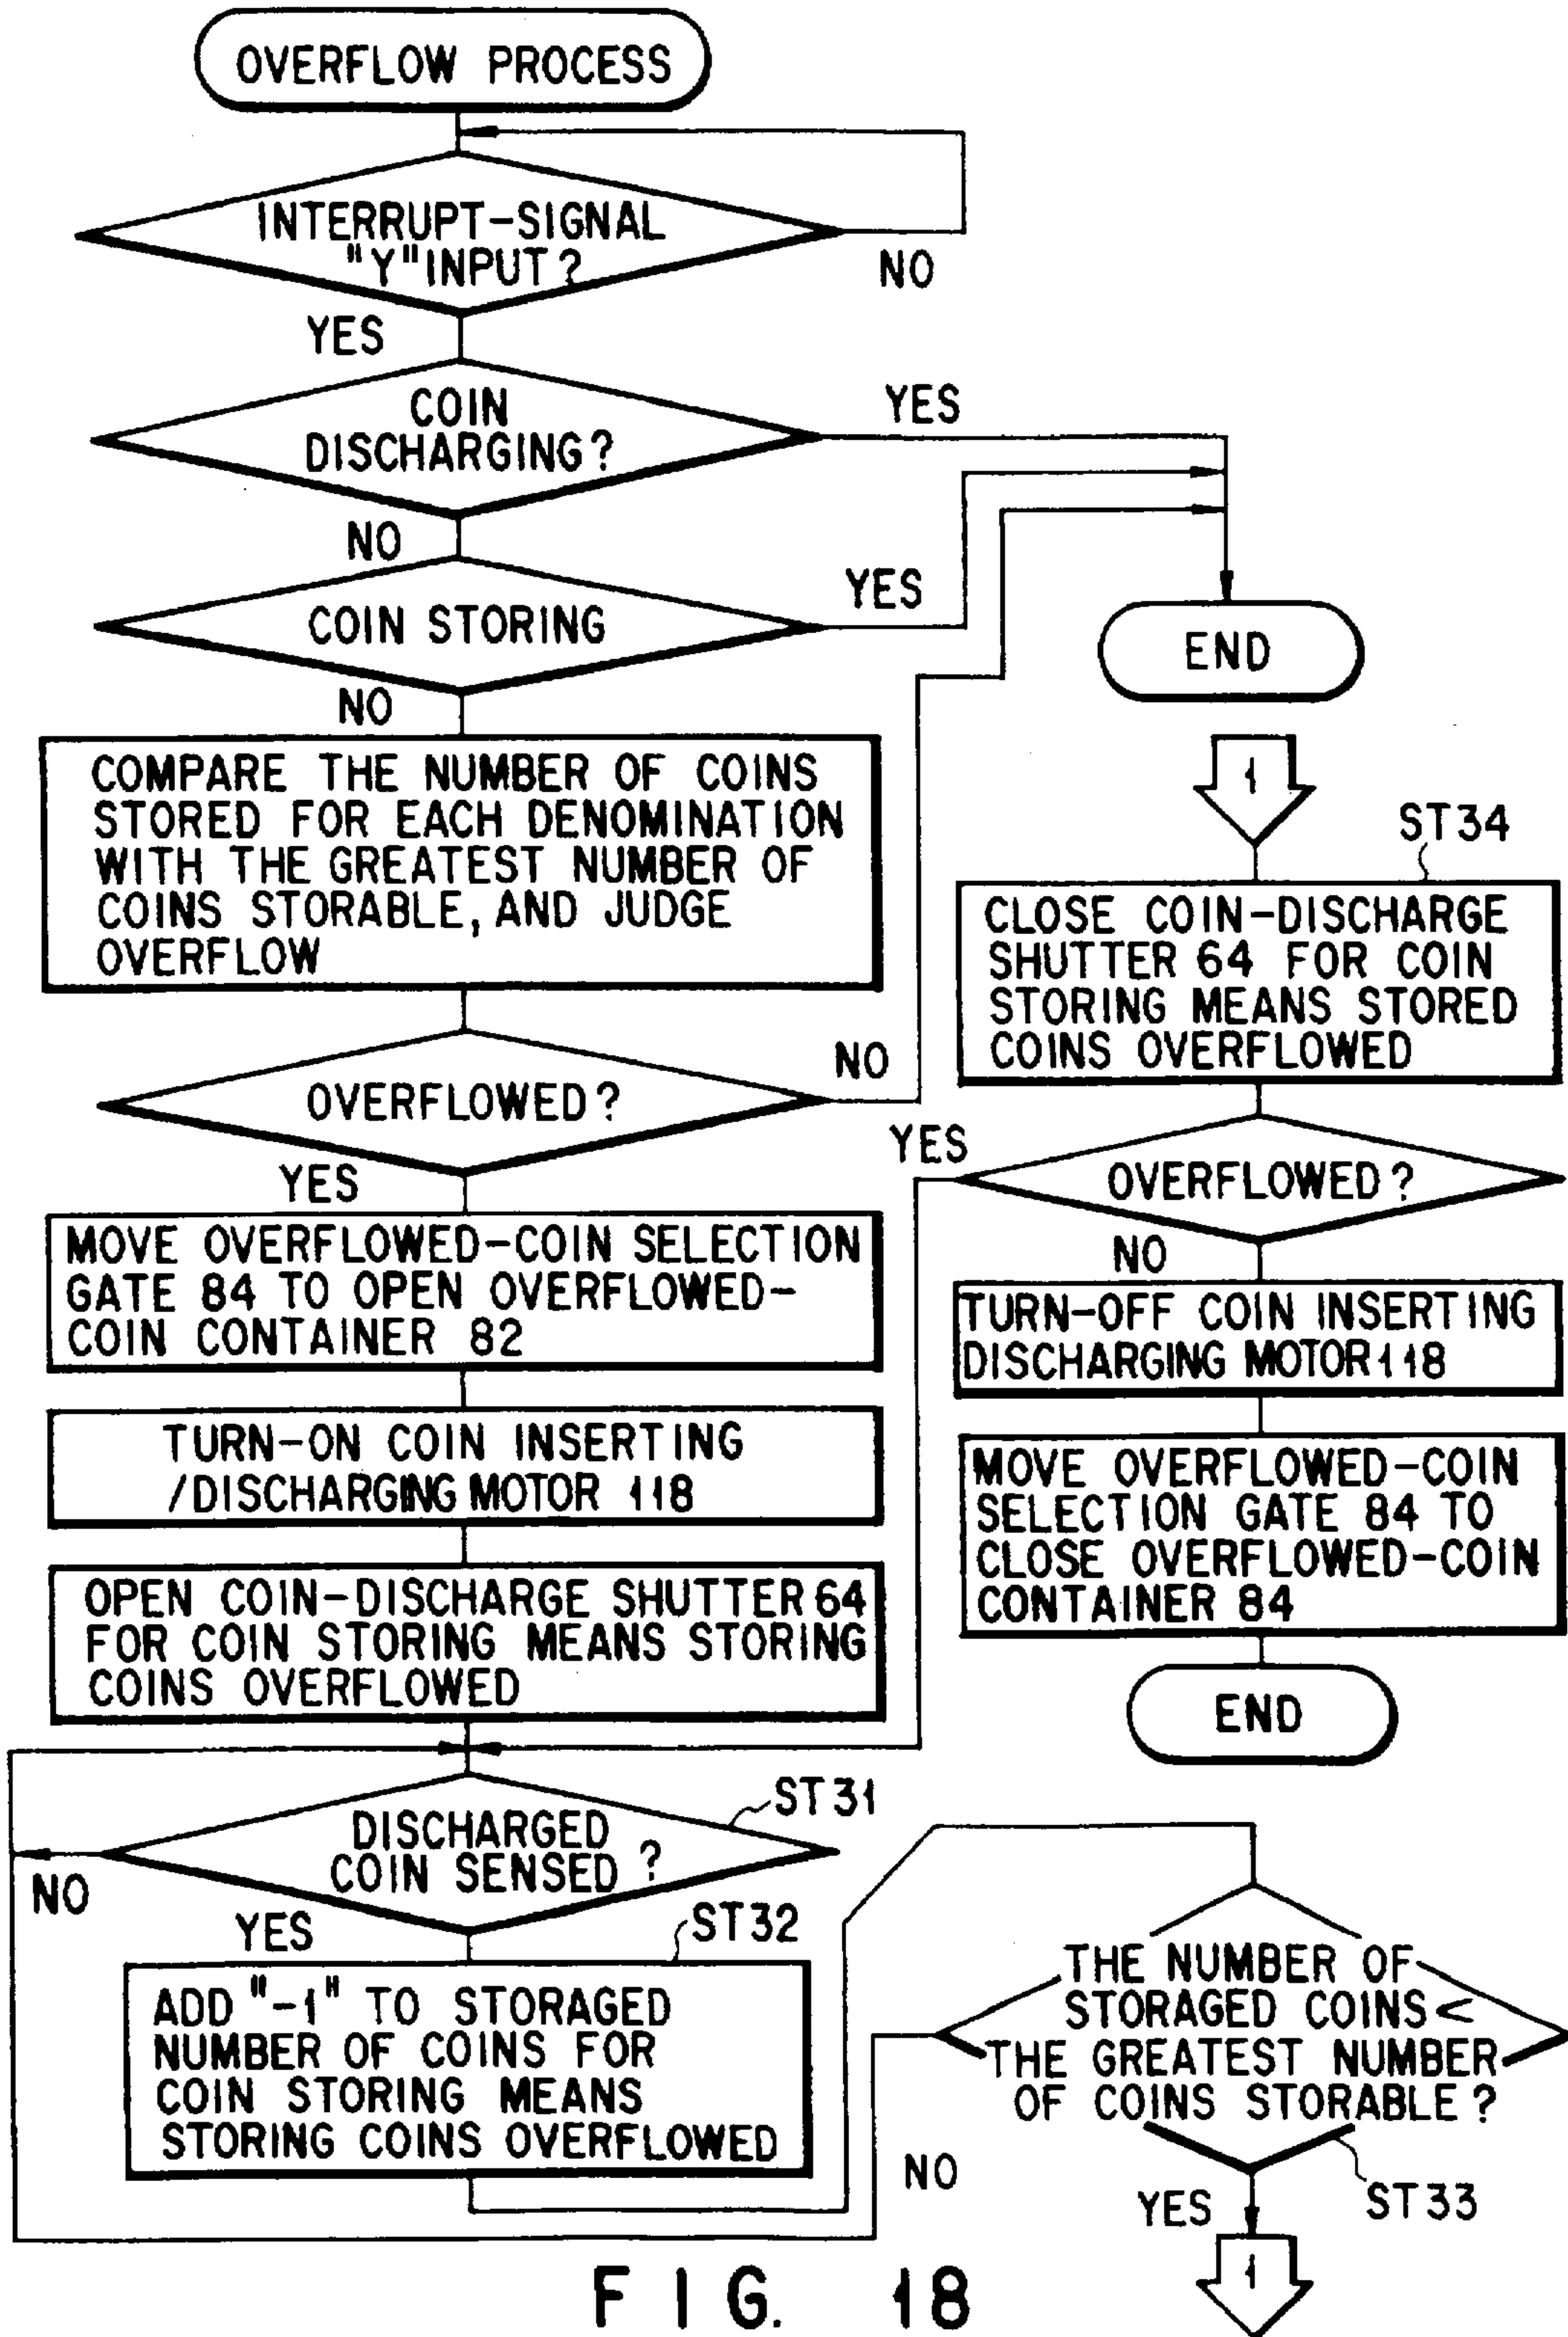 OVERFLOW PROCESS
INTERRUPT-SIGNAL
"Y" INPUT?
NO
YES
COIN
DISCHARGING?
YES
NO
COIN STORING
YES
NO
END
COMPARE THE NUMBER OF COINS
STORED FOR EACH DENOMINATION
WITH THE GREATEST NUMBER OF
COINS STORABLE, AND JUDGE
OVERFLOW
OVERFLOWED?
NO
YES
MOVE OVERFLOWED-COIN SELECTION
GATE 84 TO OPEN OVERFLOWED-
COIN CONTAINER 82
TURN-ON COIN INSERTING
/DISCHARGING MOTOR 118
OPEN COIN-DISCHARGE SHUTTER 64
FOR COIN STORING MEANS STORING
COINS OVERFLOWED
DISCHARGED
COIN SENSED ?
ST31
NO
YES
ST32
ADD "-1" TO STORAGED
NUMBER OF COINS FOR
COIN STORING MEANS
STORING COINS OVERFLOWED
THE NUMBER OF
STORAGED COINS <
THE GREATEST NUMBER
OF COINS STORABLE?
NO
YES
ST33
1
1
ST34
CLOSE COIN-DISCHARGE
SHUTTER 64 FOR COIN
STORING MEANS STORED
COINS OVERFLOWED
OVERFLOWED?
YES
NO
TURN-OFF COIN INSERTING
DISCHARGING MOTOR 118
MOVE OVERFLOWED-COIN
SELECTION GATE 84 TO
CLOSE OVERFLOWED-COIN
CONTAINER 84
END
FIG. 18